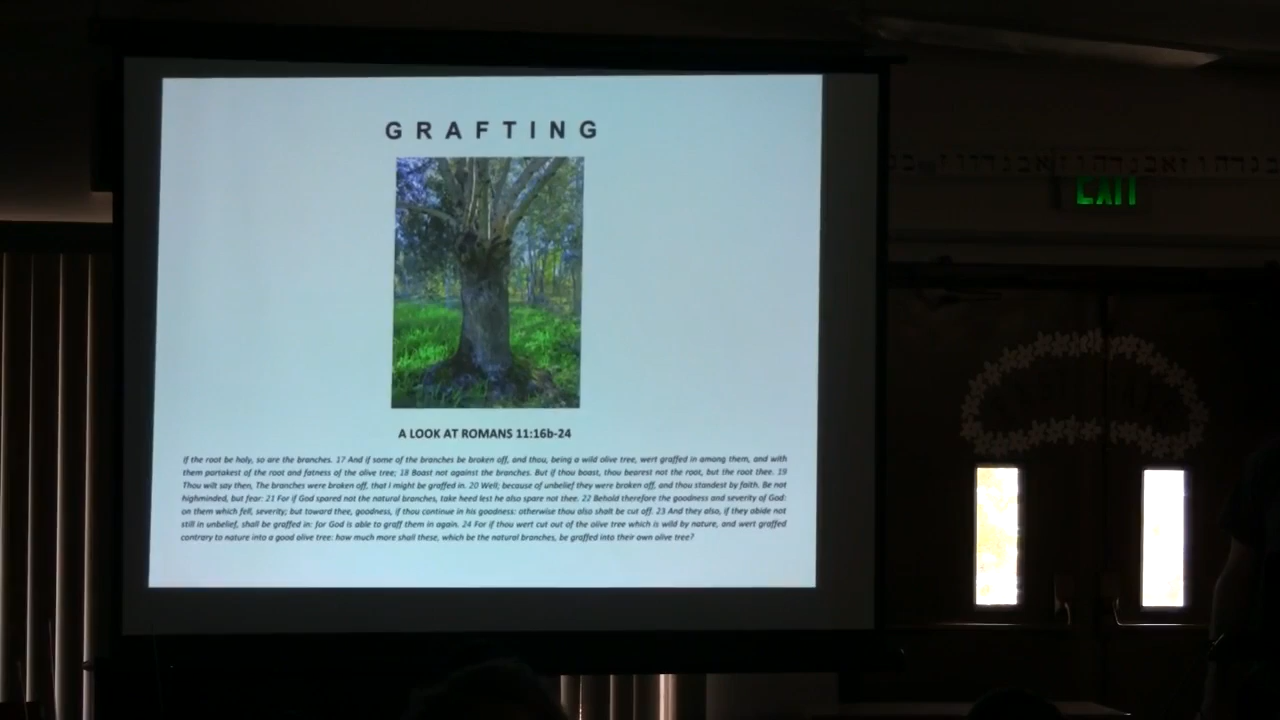 GRAFTING
A LOOK AT ROMANS 11:16b-24
If the root be holy, so are the branches. 17 And if some of the branches be broken off, and thou, being a wild olive tree, wert graffed in among them, and with
them partakest of the root and fatness of the olive tree; 18 Boast not against the branches. But if thou boast, thou bearest not the root, but the root thee. 19
Thou wilt say then, The branches were broken off, that I might be graffed in. 20 Well; because of unbelief they were broken off, and thou standest by faith. Be not
highminded, but fear: 21 For if God spared not the natural branches, take heed lest he also spare not thee. 22 Behold therefore the goodness and severity of God:
on them which fell, severity; but toward thee, goodness, if thou continue in his goodness: otherwise thou also shalt be cut off. 23 And they also, if they abide not
still in unbelief, shall be graffed in: for God is able to graff them in again. 24 For if thou wert cut out of the olive tree which is wild by nature, and wert graffed
contrary to nature into a good olive tree: how much more shall these, which be the natural branches, be graffed into their own olive tree?
EXIT